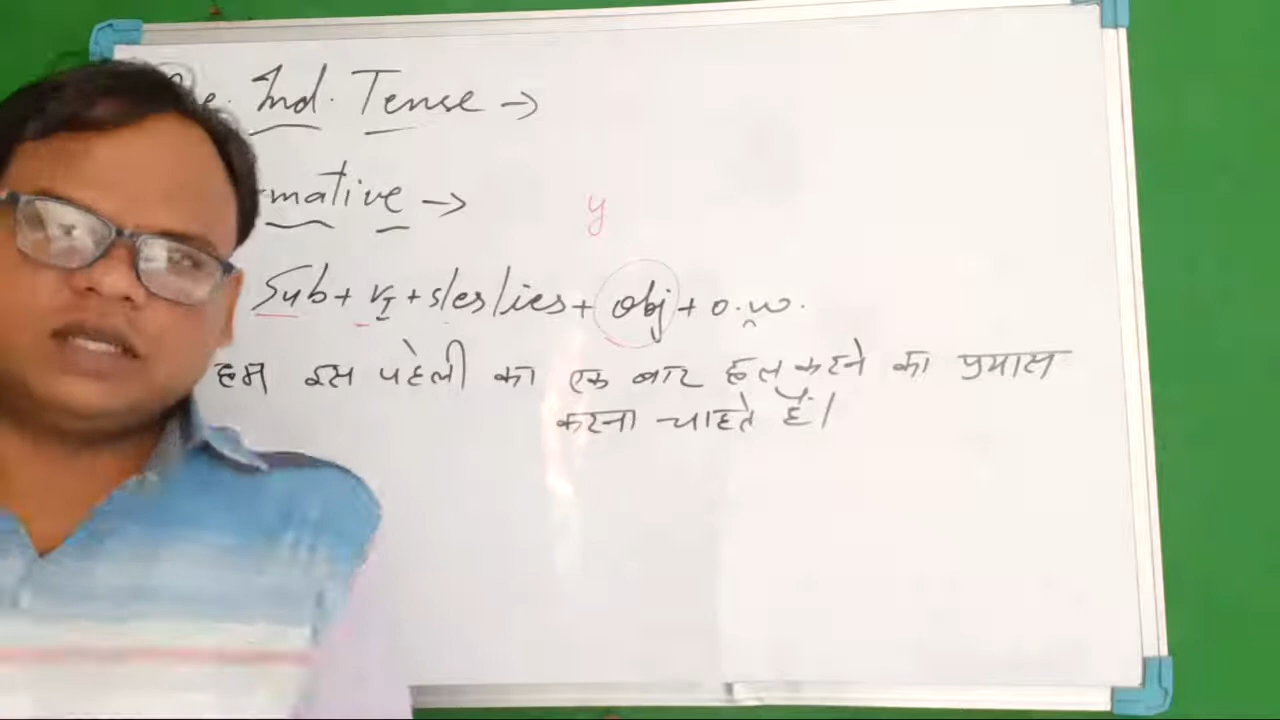 Ind. Tense →
mative →
y
Sub + V1 + s/es/ies + obj + o.w.
हम इस पहेली का एक बार हल करने का प्रयास
करना चाहते हैं।